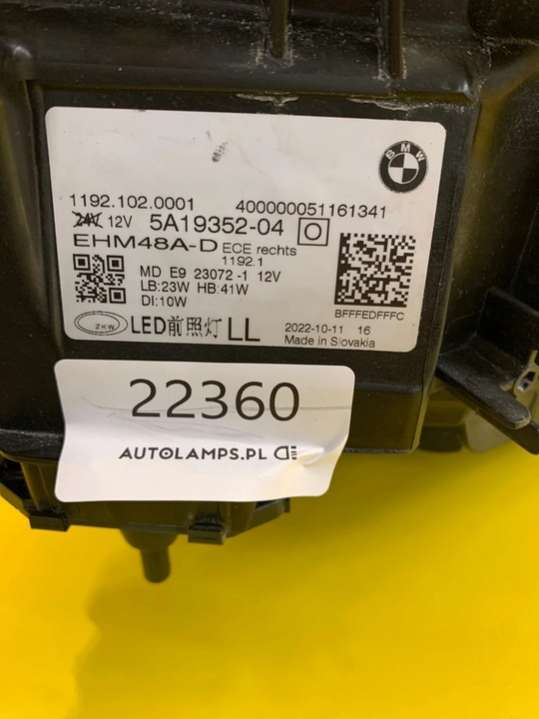 BMW
1192.102.0001 400000051161341
24V 12V 5A19352-04 O
EHM48A-D ECE rechts
1192.1
MD E9 23072-1 12V
LB:23W HB:41W
DI:10W
BFFFEDFFFC
ZKW LED前照灯 LL
2022-10-11 16
Made in Slovakia
22360
AUTOLAMPS.PL